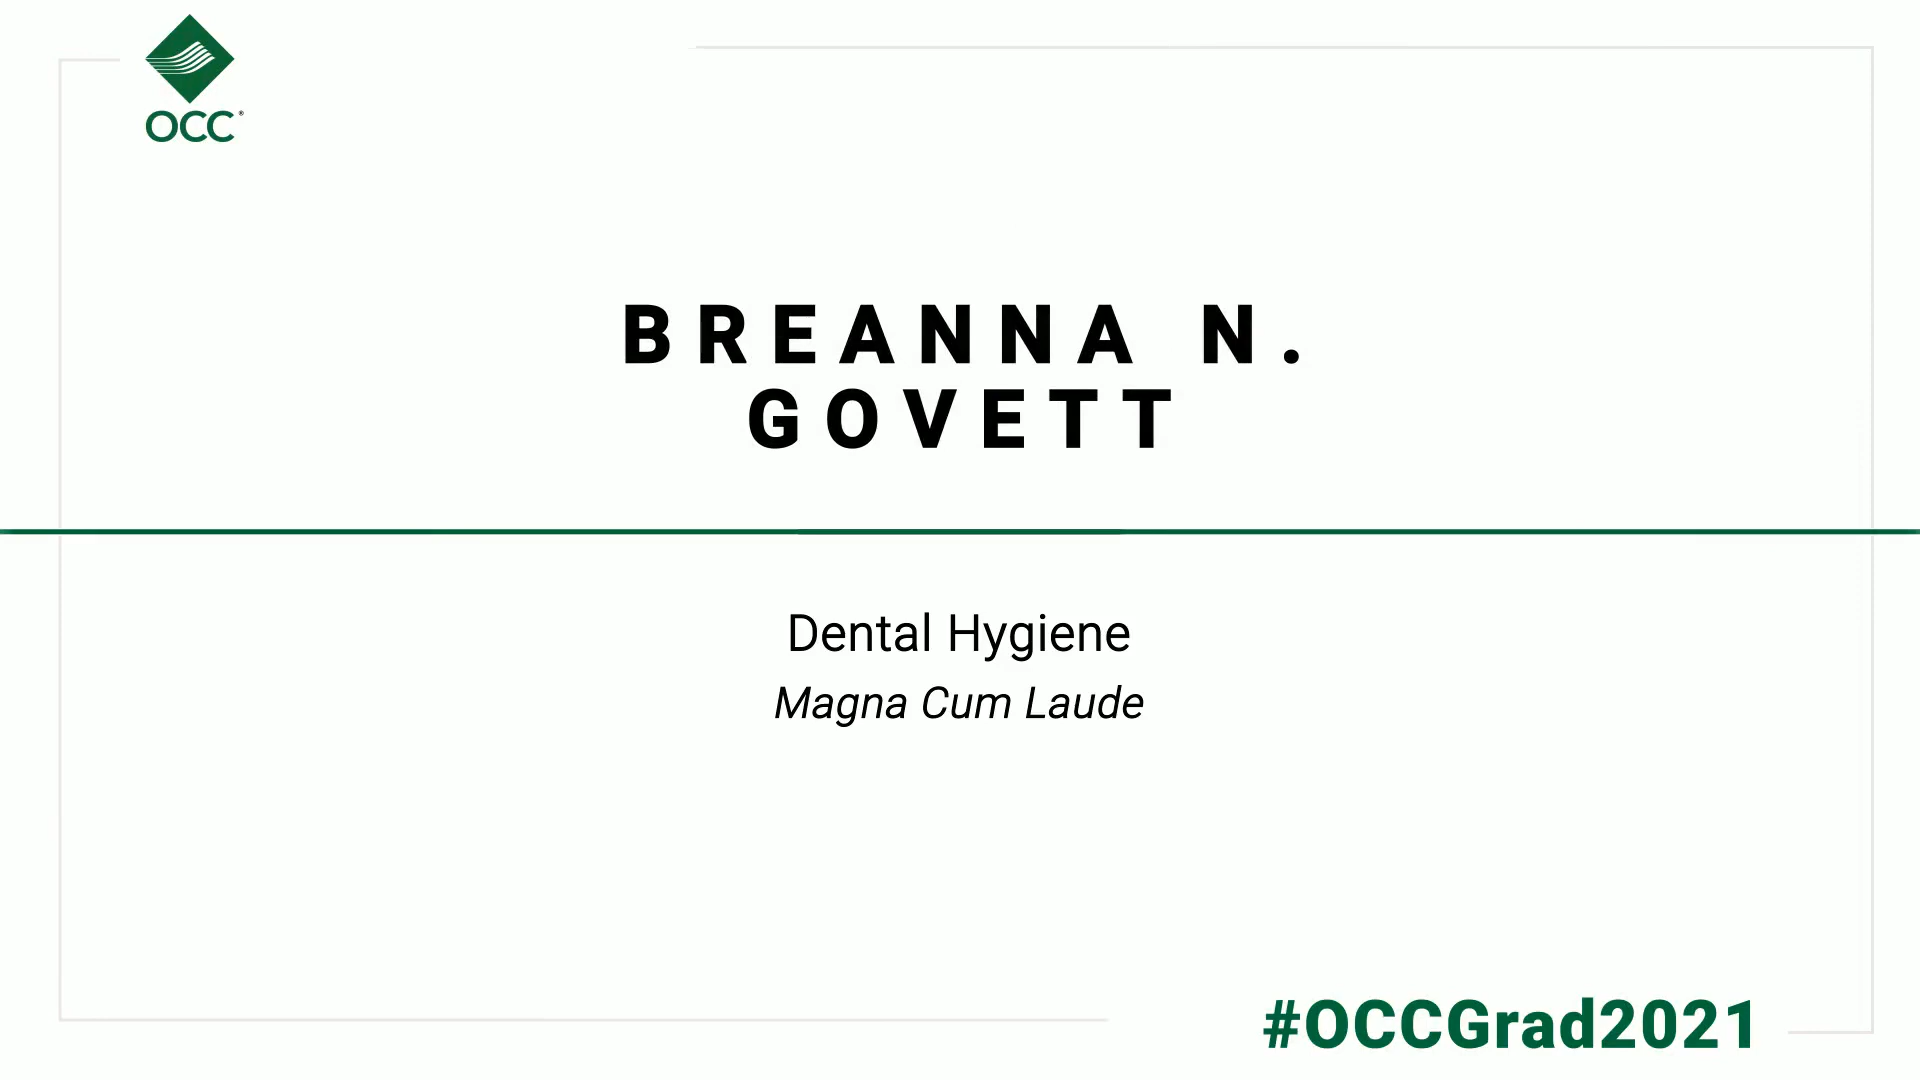 OCC®
BREANNA N.
GOVETT
Dental Hygiene
Magna Cum Laude
#OCCGrad2021